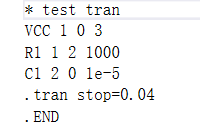 * test tran
VCC 1 0 3
R1 1 2 1000
C1 2 0 1e-5
.tran stop=0.04
.END